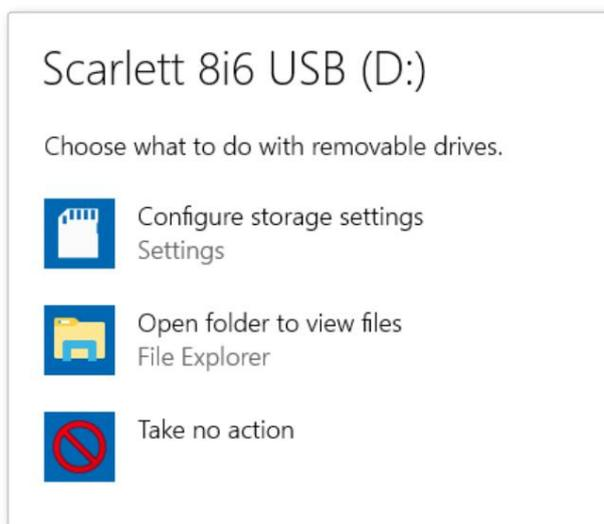 Scarlett 8i6 USB (D:)
Choose what to do with removable drives.
Configure storage settings
Settings
Open folder to view files
File Explorer
Take no action